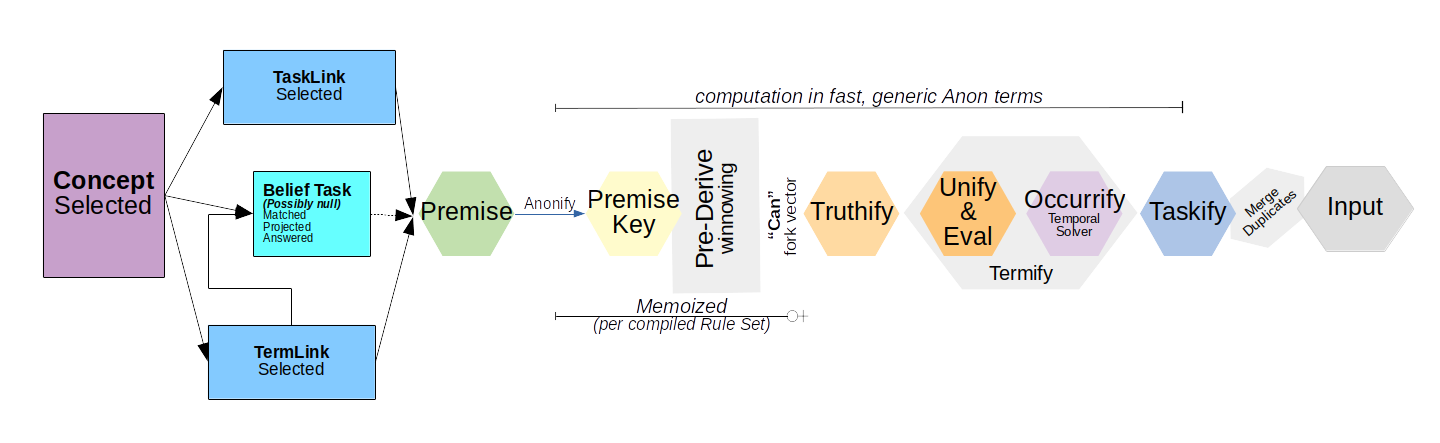 Concept
Selected
TaskLink
Selected
Belief Task
(Possibly null)
Matched
Projected
Answered
TermLink
Selected
Premise
Anonify
computation in fast, generic Anon terms
Premise
Key
Pre-Derive
winnowing
“Can”
fork vector
Memoized
(per compiled Rule Set)
Truthify
Unify
&
Eval
Occurrify
Temporal
Solver
Termify
Taskify
Merge
Duplicates
Input